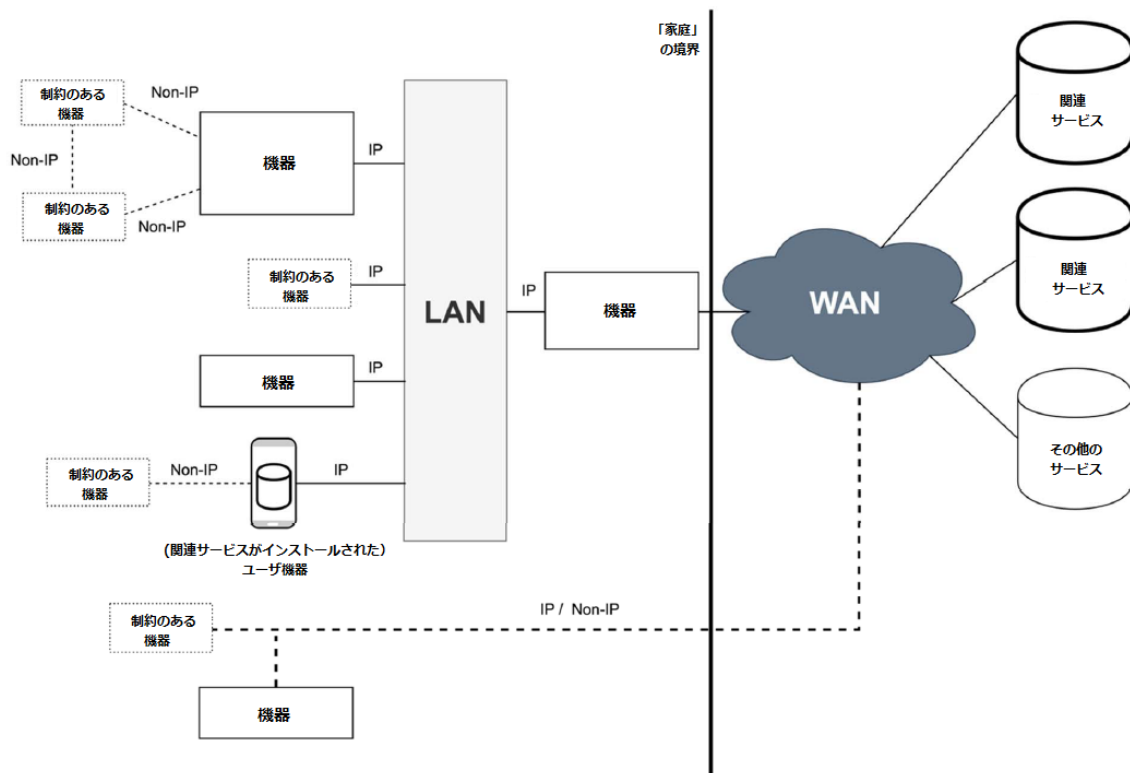 「家庭」
の境界
関連
サービス
制約のある
機器
Non-IP
Non-IP
Non-IP
制約のある
機器
機器
IP
制約のある
機器
IP
LAN
IP
機器
WAN
関連
サービス
機器
IP
その他の
サービス
制約のある
機器
Non-IP
IP
(関連サービスがインストールされた)
ユーザ機器
制約のある
機器
IP / Non-IP
機器